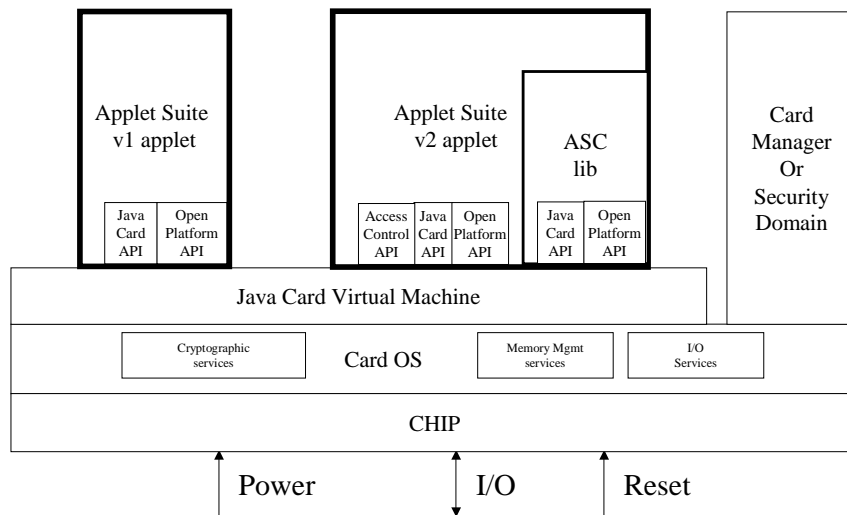 Applet Suite
v1 applet
Java
Card
API
Open
Platform
API
Applet Suite
v2 applet
Access
Control
API
Java
Card
API
Open
Platform
API
ASC
lib
Java
Card
API
Open
Platform
API
Card
Manager
Or
Security
Domain
Java Card Virtual Machine
Cryptographic
services
Card OS
Memory Mgmt
services
I/O
Services
CHIP
Power
I/O
Reset